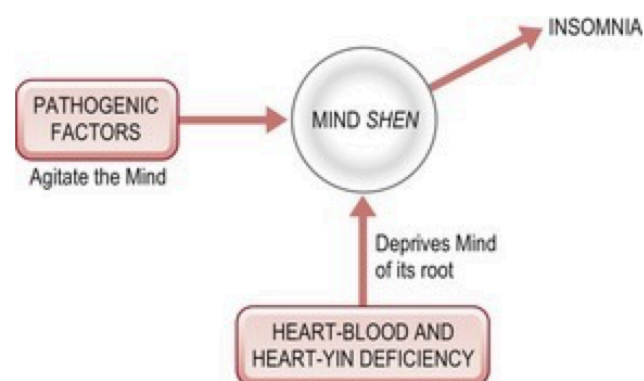 INSOMNIA
PATHOGENIC
FACTORS
MIND SHEN
Agitate the Mind
Deprives Mind
of its root
HEART-BLOOD AND
HEART-YIN DEFICIENCY